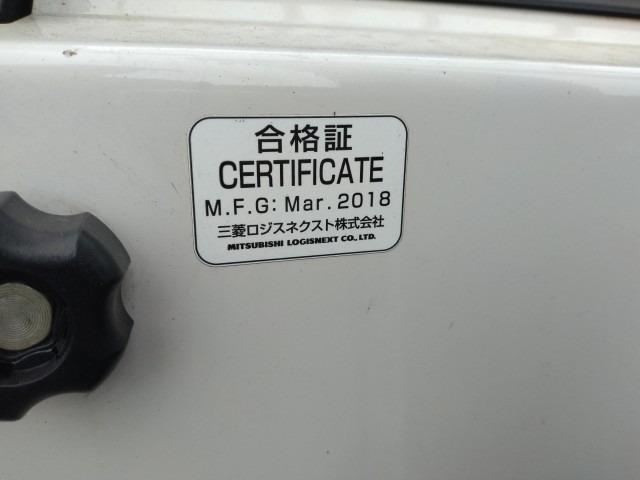 合格証
CERTIFICATE
M.F.G: Mar. 2018
三菱ロジスネクスト株式会社
MITSUBISHI LOGISNEXT CO., LTD.